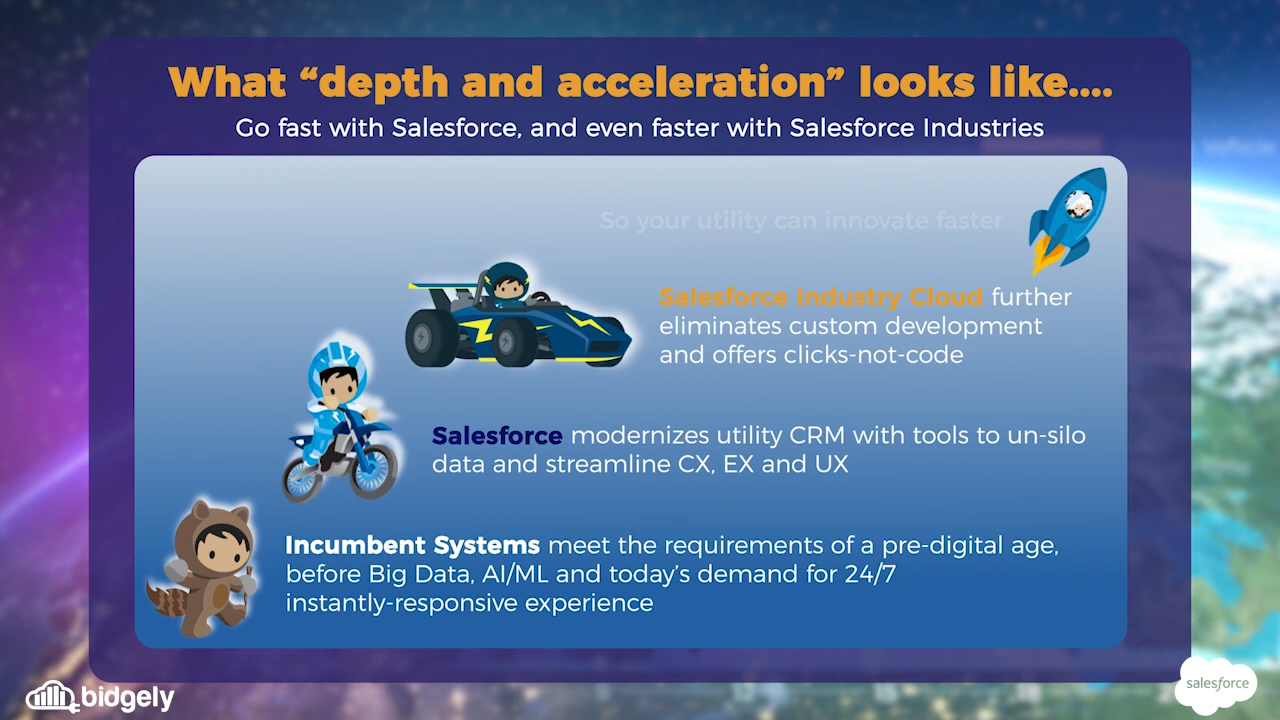 What “depth and acceleration” looks like....
Go fast with Salesforce, and even faster with Salesforce Industries
So your utility can innovate faster
Salesforce Industry Cloud further
eliminates custom development
and offers clicks-not-code
Salesforce modernizes utility CRM with tools to un-silo
data and streamline CX, EX and UX
Incumbent Systems meet the requirements of a pre-digital age,
before Big Data, AI/ML and today’s demand for 24/7
instantly-responsive experience
bidgely
salesforce